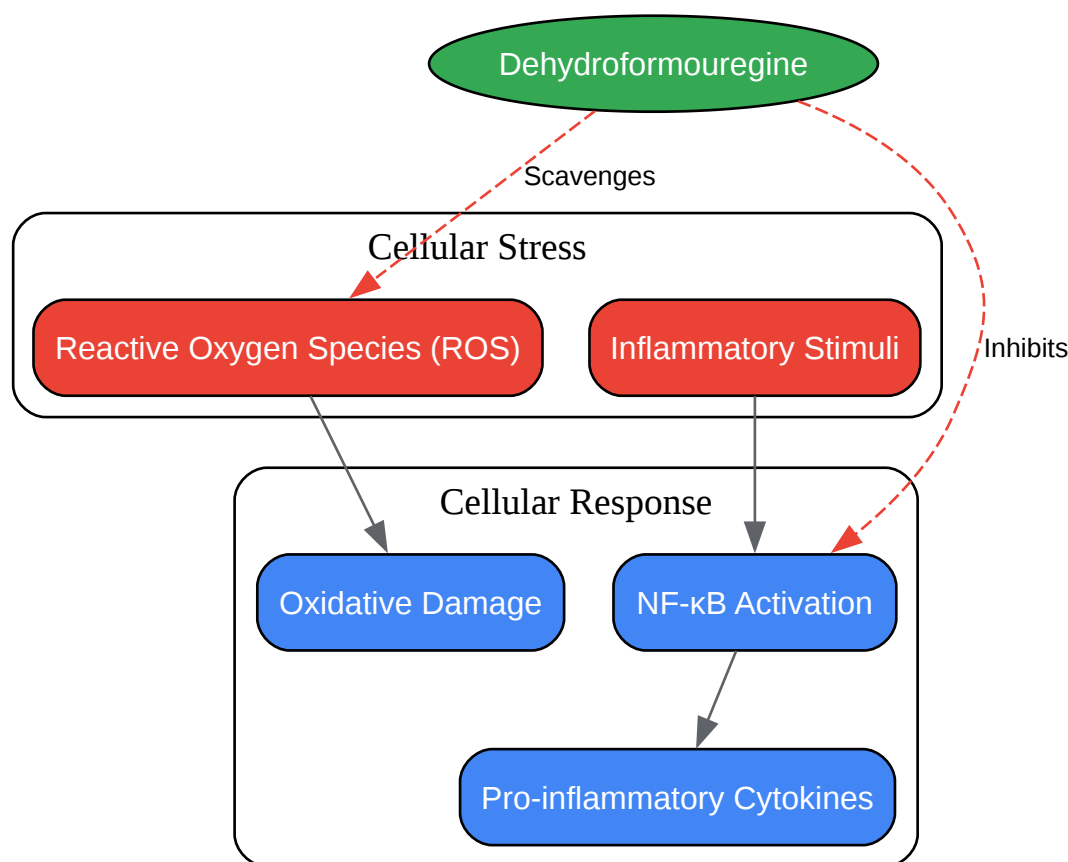 Dehydroformouregine
Scavenges
Cellular Stress
Reactive Oxygen Species (ROS)
Inflammatory Stimuli
Inhibits
Cellular Response
Oxidative Damage
NF-κB Activation
Pro-inflammatory Cytokines